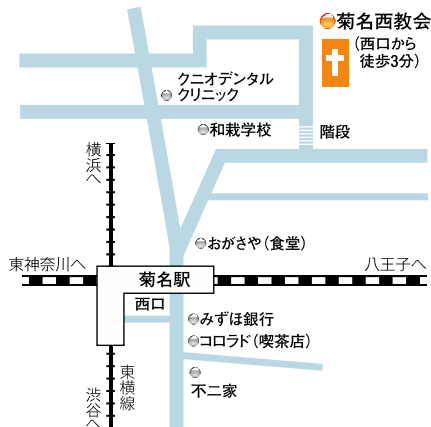 菊名西教会
(西口から
徒歩3分)
クニオデンタル
クリニック
和栽学校
階段
横浜へ
おがさや(食堂)
東神奈川へ
八王子へ
菊名駅
西口
みずほ銀行
コロラド(喫茶店)
不二家
東横線
渋谷へ